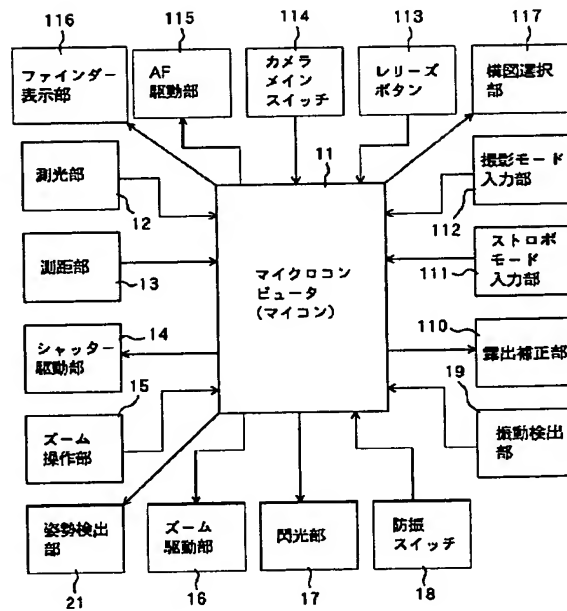 116
115
114
113
117
ファインダー
表示部
AF
駆動部
カメラ
メイン
スイッチ
レリーズ
ボタン
構図選択
部
11
測光部
12
撮影モード
入力部
112
測距部
13
マイクロコン
ピュータ
(マイコン)
ストロボ
モード
入力部
111
14
シャッター
駆動部
110
露出補正部
15
ズーム
操作部
19
振動検出
部
姿勢検出
部
21
ズーム
駆動部
16
閃光部
17
防振
スイッチ
18